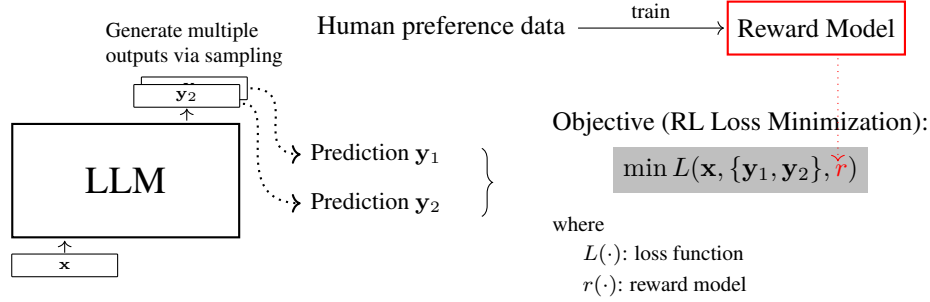 Human preference data
train
Reward Model
Generate multiple
outputs via sampling
y₂
LLM
x
Prediction y₁
Prediction y₂
Objective (RL Loss Minimization):
min L(x, {y₁, y₂}, r)
where
L(·): loss function
r(·): reward model